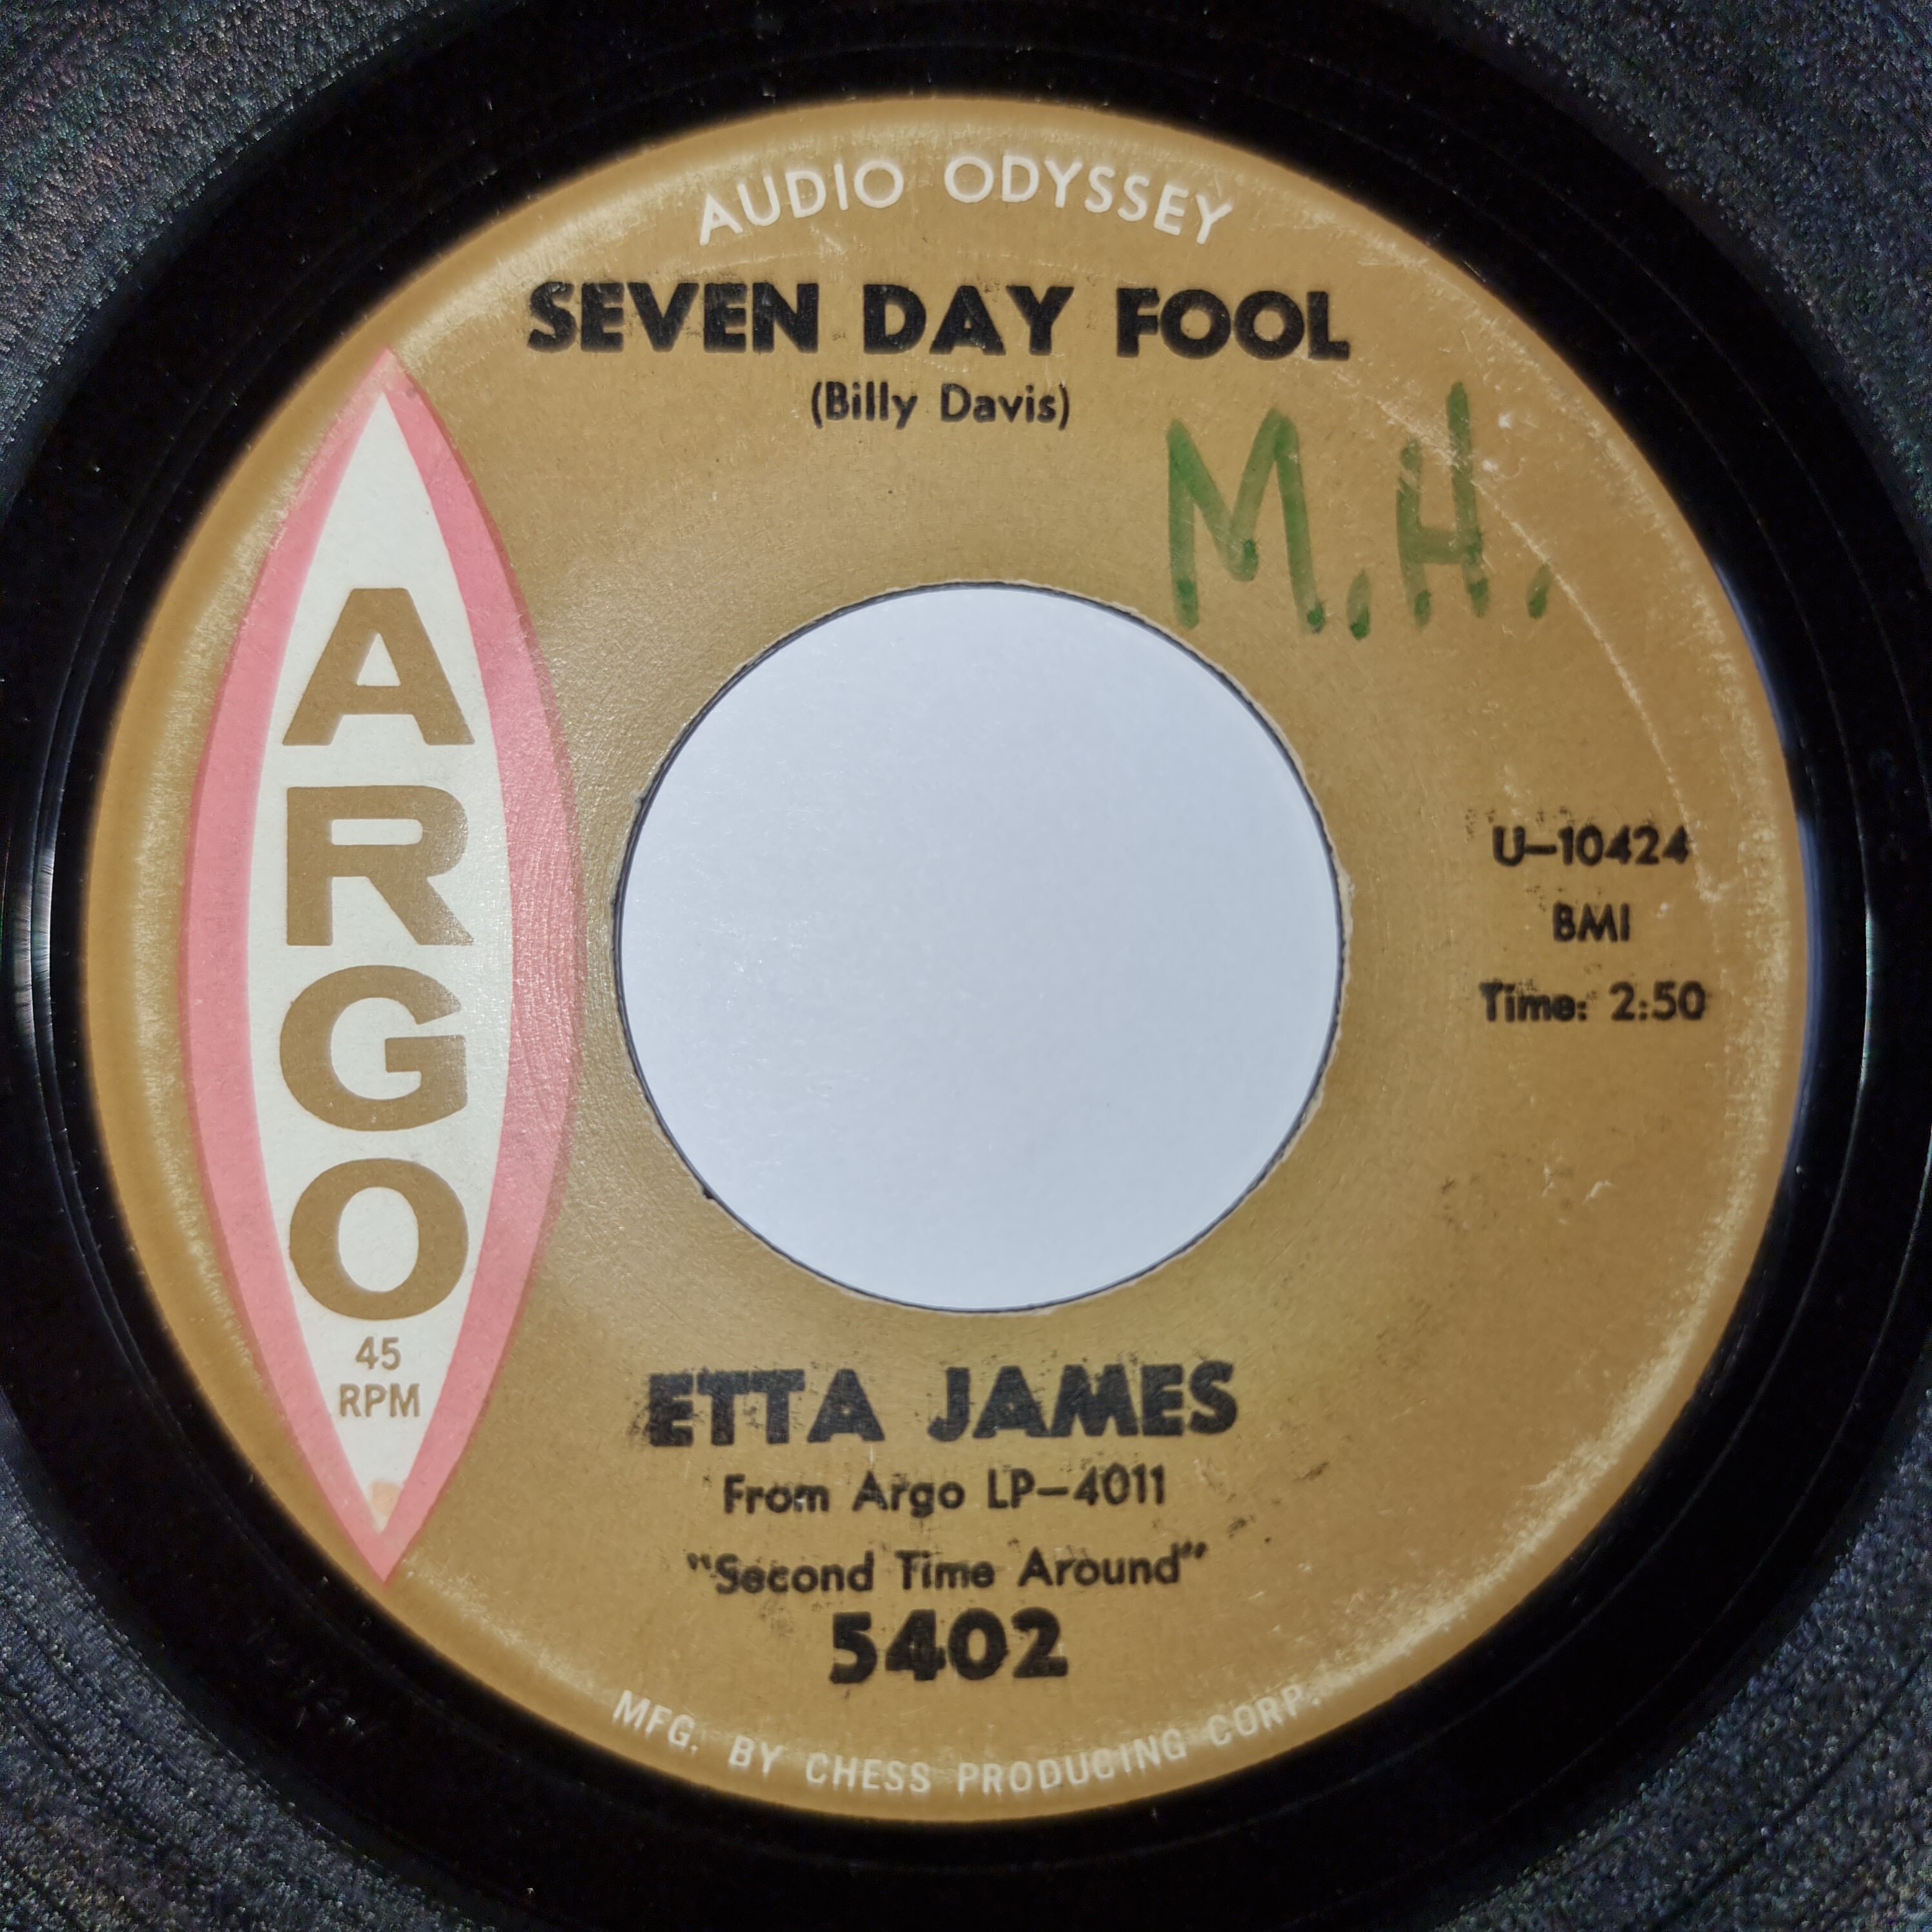 AUDIO ODYSSEY
SEVEN DAY FOOL
(Billy Davis)
M.H.
ARGO
45
RPM
U-10424
BMI
Time: 2:50
ETTA JAMES
From Argo LP-4011
"Second Time Around"
5402
MFG. BY CHESS PRODUCING CORP.